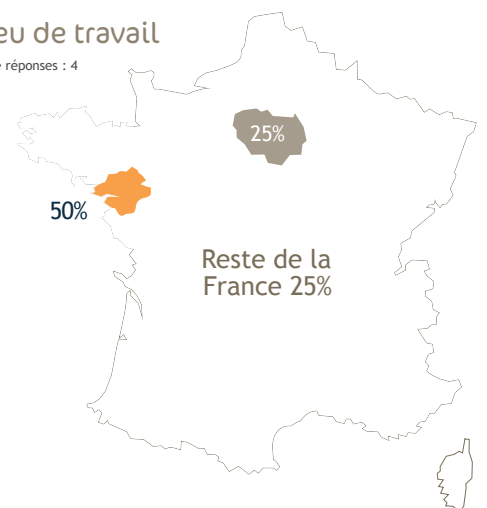 eu de travail
réponses : 4
25%
50%
Reste de la
France 25%